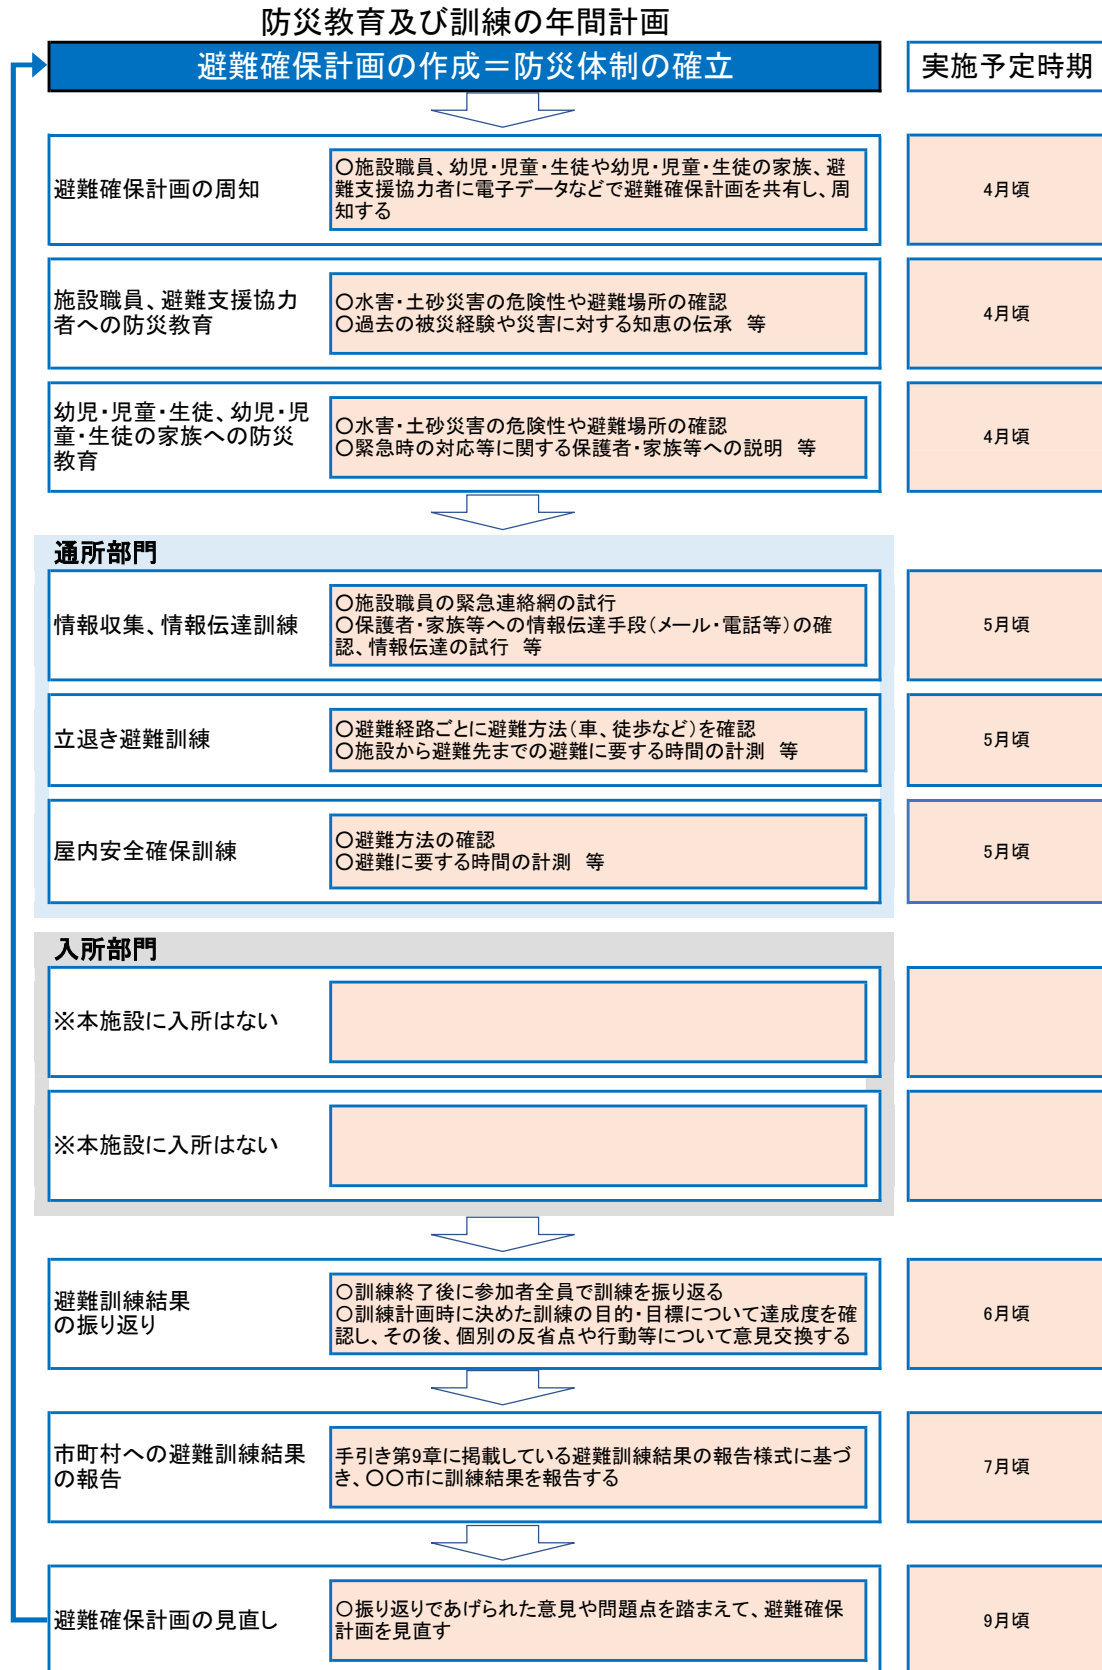 防災教育及び訓練の年間計画
避難確保計画の作成＝防災体制の確立
実施予定時期
避難確保計画の周知
〇施設職員、幼児・児童・生徒や幼児・児童・生徒の家族、避
難支援協力者に電子データなどで避難確保計画を共有し、周
知する
4月頃
施設職員、避難支援協力
者への防災教育
〇水害・土砂災害の危険性や避難場所の確認
〇過去の被災経験や災害に対する知恵の伝承　等
4月頃
幼児・児童・生徒、幼児・児
童・生徒の家族への防災
教育
〇水害・土砂災害の危険性や避難場所の確認
〇緊急時の対応等に関する保護者・家族等への説明　等
4月頃
通所部門
情報収集、情報伝達訓練
〇施設職員の緊急連絡網の試行
〇保護者・家族等への情報伝達手段（メール・電話等）の確
認、情報伝達の試行　等
5月頃
立退き避難訓練
〇避難経路ごとに避難方法（車、徒歩など）を確認
〇施設から避難先までの避難に要する時間の計測　等
5月頃
屋内安全確保訓練
〇避難方法の確認
〇避難に要する時間の計測　等
5月頃
入所部門
※本施設に入所はない
※本施設に入所はない
避難訓練結果
の振り返り
〇訓練終了後に参加者全員で訓練を振り返る
〇訓練計画時に決めた訓練の目的・目標について達成度を確
認し、その後、個別の反省点や行動等について意見交換する
6月頃
市町村への避難訓練結果
の報告
手引き第9章に掲載している避難訓練結果の報告様式に基づ
き、〇〇市に訓練結果を報告する
7月頃
避難確保計画の見直し
〇振り返りであげられた意見や問題点を踏まえて、避難確保
計画を見直す
9月頃